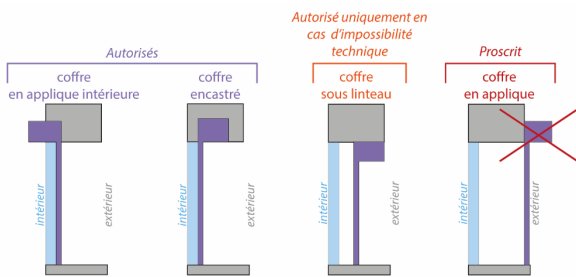 Autorisés
coffre
en applique intérieure
coffre
encastré
Autorisé uniquement en
cas d'impossibilité
technique
coffre
sous linteau
Proscrit
coffre
en applique
intérieur
extérieur
intérieur
extérieur
intérieur
extérieur
intérieur
extérieur